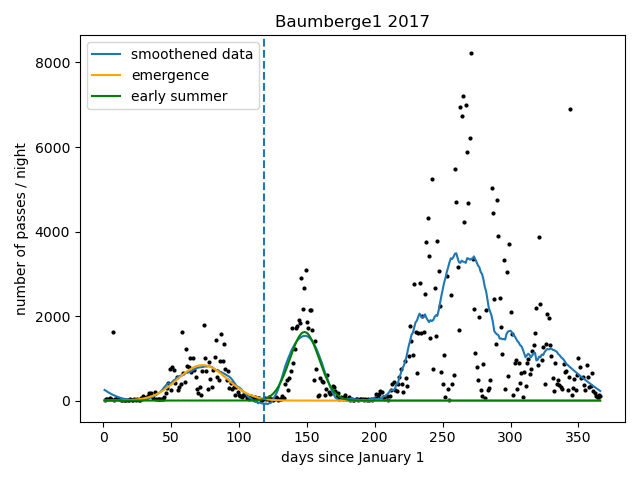 Baumberge1 2017
smoothened data
emergence
early summer
number of passes / night
8000
6000
4000
2000
0
0 50 100 150 200 250 300 350
days since January 1